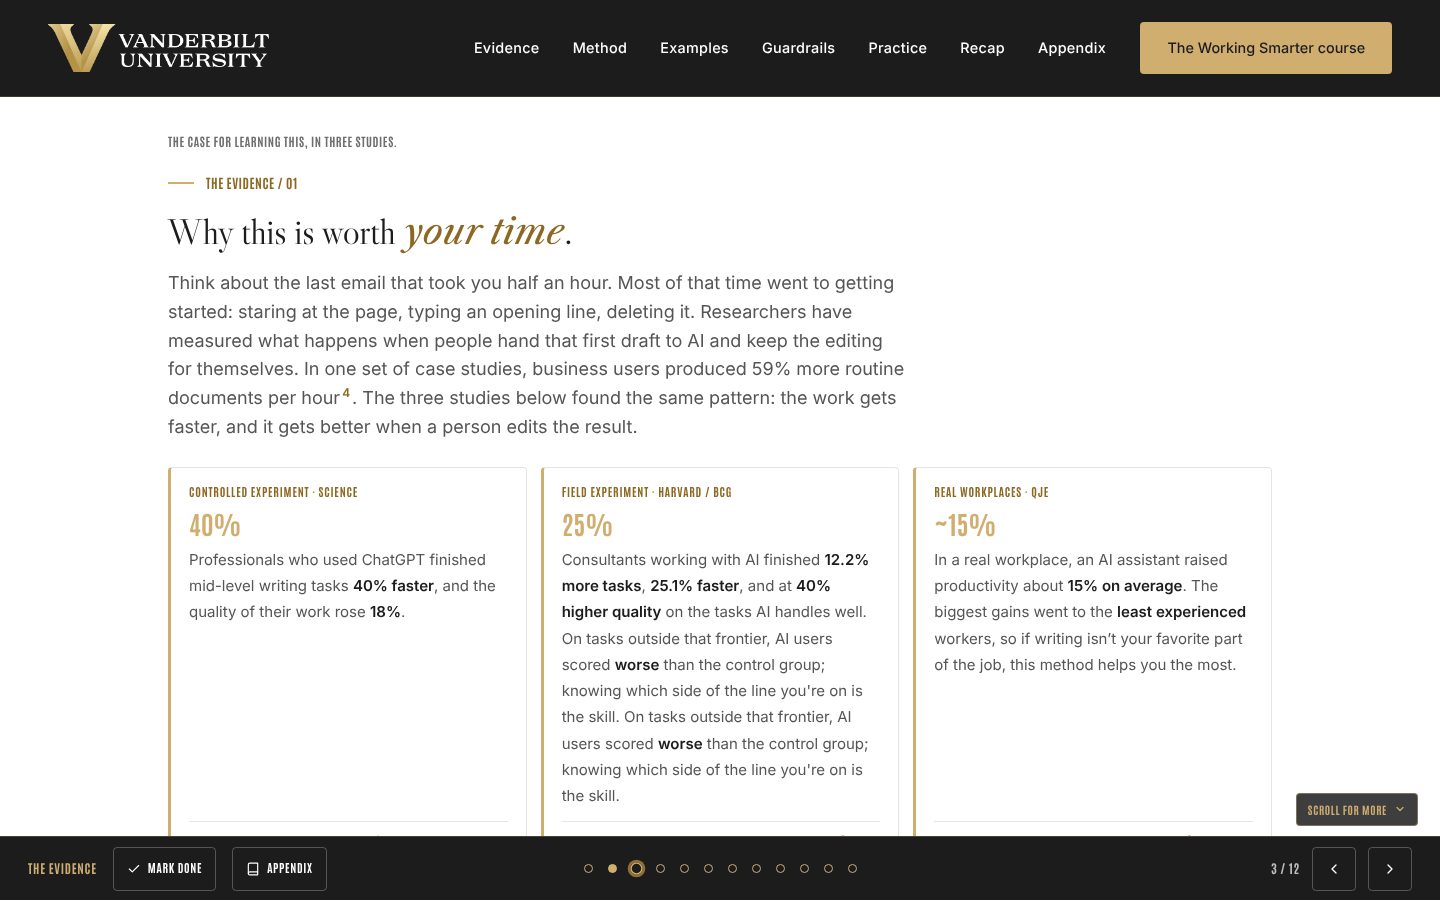 VANDERBILT
UNIVERSITY
Evidence
Method
Examples
Guardrails
Practice
Recap
Appendix
The Working Smarter course
THE CASE FOR LEARNING THIS, IN THREE STUDIES.
THE EVIDENCE / 01
Why this is worth your time.
Think about the last email that took you half an hour. Most of that time went to getting
started: staring at the page, typing an opening line, deleting it. Researchers have
measured what happens when people hand that first draft to AI and keep the editing
for themselves. In one set of case studies, business users produced 59% more routine
documents per hour 4. The three studies below found the same pattern: the work gets
faster, and it gets better when a person edits the result.
CONTROLLED EXPERIMENT · SCIENCE
40%
Professionals who used ChatGPT finished
mid-level writing tasks 40% faster, and the
quality of their work rose 18%.
FIELD EXPERIMENT · HARVARD / BCG
25%
Consultants working with AI finished 12.2%
more tasks, 25.1% faster, and at 40%
higher quality on the tasks AI handles well.
On tasks outside that frontier, AI users
scored worse than the control group;
knowing which side of the line you're on is
the skill. On tasks outside that frontier, AI
users scored worse than the control group;
knowing which side of the line you're on is
the skill.
REAL WORKPLACES · QJE
~15%
In a real workplace, an AI assistant raised
productivity about 15% on average. The
biggest gains went to the least experienced
workers, so if writing isn’t your favorite part
of the job, this method helps you the most.
SCROLL FOR MORE
THE EVIDENCE
MARK DONE
APPENDIX
3 / 12